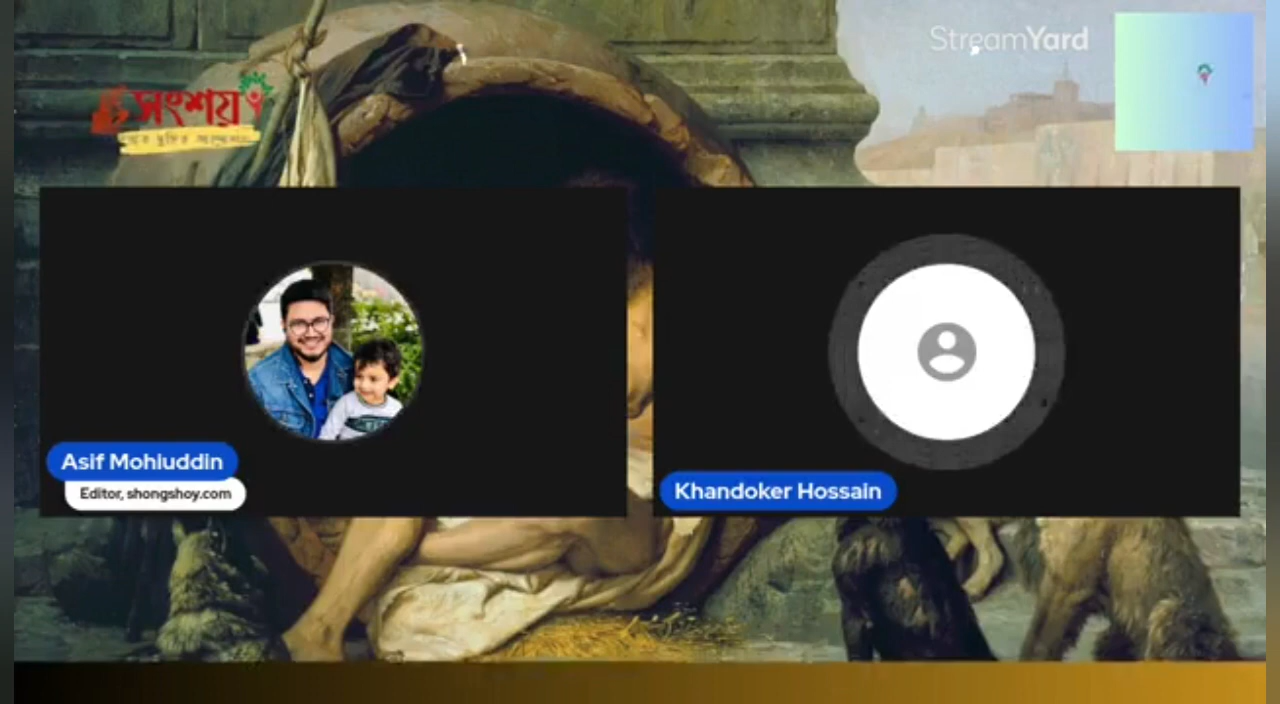 StreamYard
সংশয়
Asif Mohiuddin
Editor, shongshoy.com
Khandoker Hossain